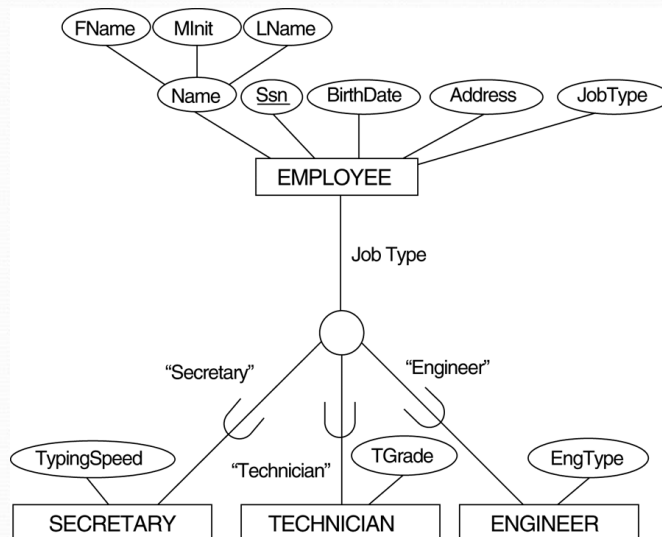 FName
MInit
LName
Name
Ssn
BirthDate
Address
JobType
EMPLOYEE
Job Type
“Secretary”
“Engineer”
“Technician”
TypingSpeed
TGrade
EngType
SECRETARY
TECHNICIAN
ENGINEER